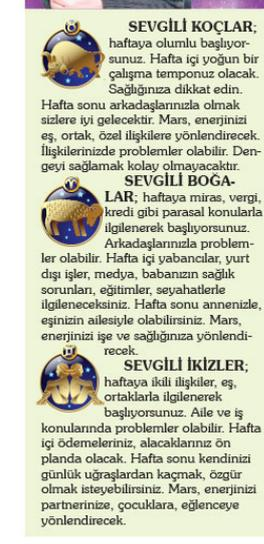 SEVGİLİ KOÇLAR;
haftaya olumlu başlıyor-
sunuz. Hafta içi yoğun bir
çalışma temponuz olacak.
Sağlığınıza dikkat edin.
Hafta sonu arkadaşlarınızla olmak
sizlere iyi gelecektir. Mars, enerjinizi
eş, ortak, özel ilişkilere yönlendirecek.
İlişkilerinizde problemler olabilir. Den-
geyi sağlamak kolay olmayacaktır.
SEVGİLİ BOĞA-
LAR; haftaya miras, vergi,
kredi gibi parasal konularla
ilgilenerek başlıyorsunuz.
Arkadaşlarınızla problem-
ler olabilir. Hafta içi yabancılar, yurt
dışı işler, medya, babanızın sağlık
sorunları, eğitimler, seyahatlerle
ilgileneceksiniz. Hafta sonu annenizle,
eşinizin ailesiyle olabilirsiniz. Mars,
enerjinizi işe ve sağlığınıza yönlendi-
recek.
SEVGİLİ İKİZLER;
haftaya ikili ilişkiler, eş,
ortaklarla ilgilenerek
başlıyorsunuz. Aile ve iş
konularında problemler olabilir. Hafta
içi ödemeleriniz, alacaklarınız ön
planda olacak. Hafta sonu kendinizi
günlük uğraşlardan kaçmak, özgür
olmak isteyebilirsiniz. Mars, enerjinizi
partnerinize, çocuklara, eğlenceye
yönlendirecek.